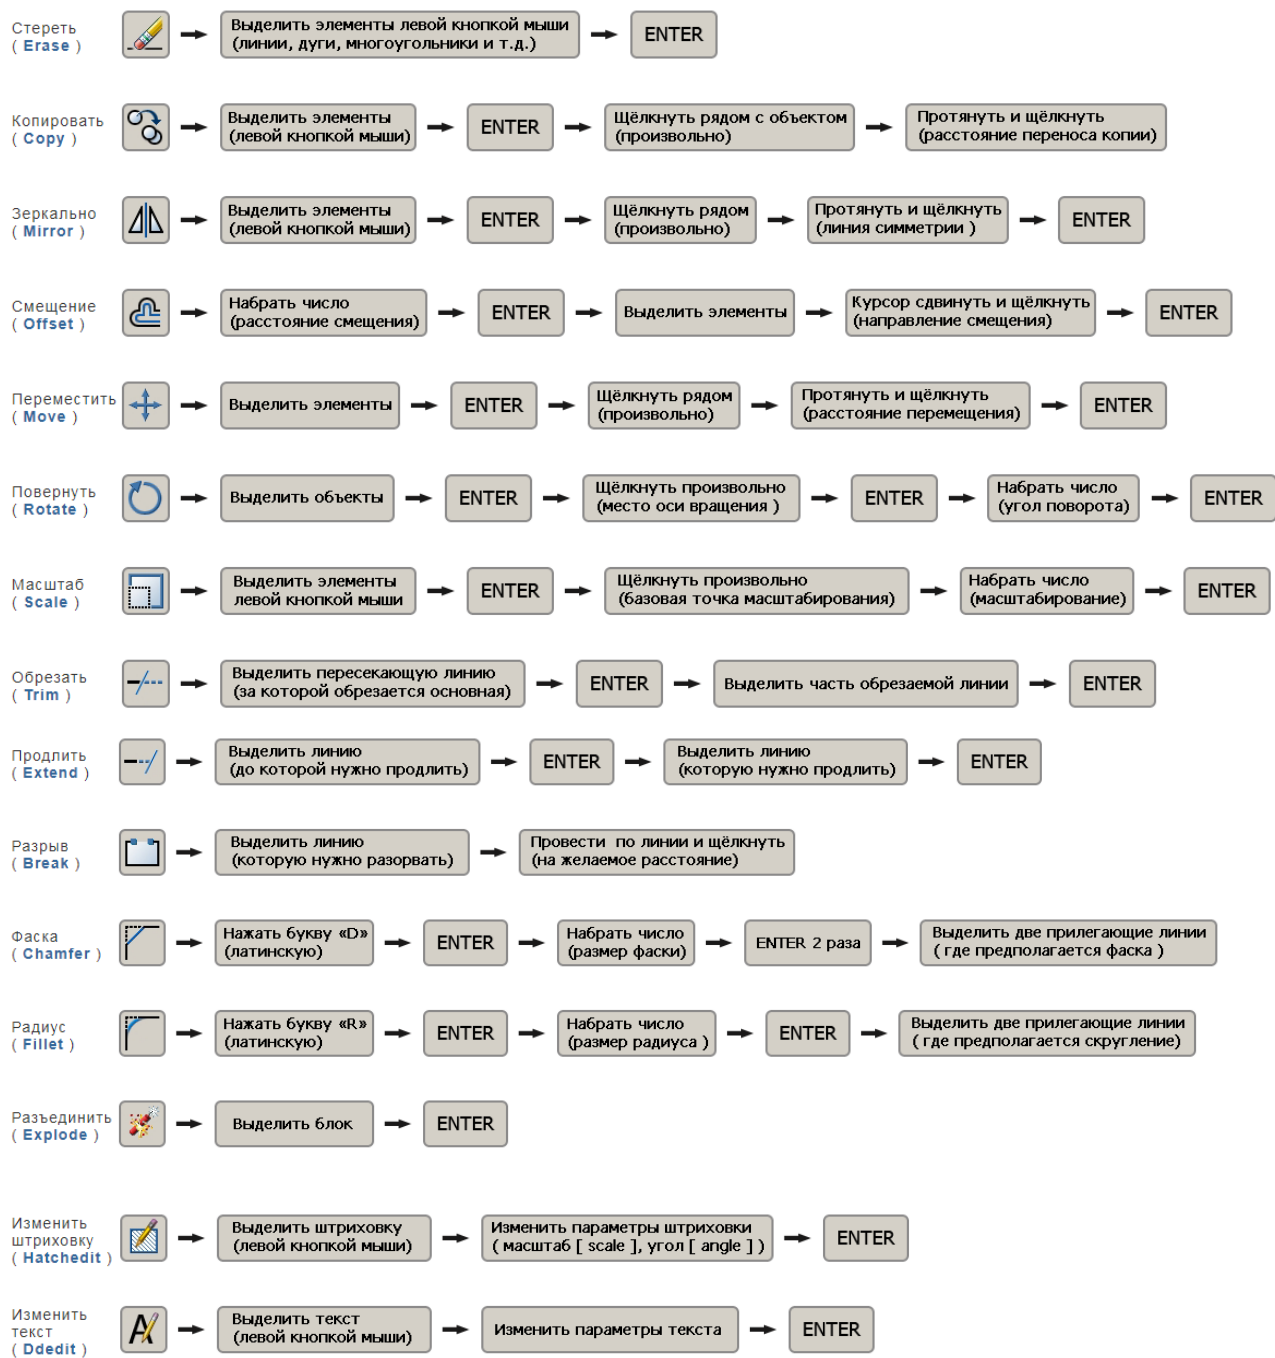 Стереть
( Erase )
Выделить элементы левой кнопкой мыши
(линии, дуги, многоугольники и т.д.)
ENTER
Копировать
( Copy )
Выделить элементы
(левой кнопкой мыши)
ENTER
Щёлкнуть рядом с объектом
(произвольно)
Протянуть и щёлкнуть
(расстояние переноса копии)
Зеркально
( Mirror )
Выделить элементы
(левой кнопкой мыши)
ENTER
Щёлкнуть рядом
(произвольно)
Протянуть и щёлкнуть
(линия симметрии )
ENTER
Смещение
( Offset )
Набрать число
(расстояние смещения)
ENTER
Выделить элементы
Курсор сдвинуть и щёлкнуть
(направление смещения)
ENTER
Переместить
( Move )
Выделить элементы
ENTER
Щёлкнуть рядом
(произвольно)
Протянуть и щёлкнуть
(расстояние перемещения)
ENTER
Повернуть
( Rotate )
Выделить объекты
ENTER
Щёлкнуть произвольно
(место оси вращения )
ENTER
Набрать число
(угол поворота)
ENTER
Масштаб
( Scale )
Выделить элементы
левой кнопкой мыши
ENTER
Щёлкнуть произвольно
(базовая точка масштабирования)
Набрать число
(масштабирование)
ENTER
Обрезать
( Trim )
Выделить пересекающую линию
(за которой обрезается основная)
ENTER
Выделить часть обрезаемой линии
ENTER
Продлить
( Extend )
Выделить линию
(до которой нужно продлить)
ENTER
Выделить линию
(которую нужно продлить)
ENTER
Разрыв
( Break )
Выделить линию
(которую нужно разорвать)
Провести по линии и щёлкнуть
(на желаемое расстояние)
Фаска
( Chamfer )
Нажать букву «D»
(латинскую)
ENTER
Набрать число
(размер фаски)
ENTER 2 раза
Выделить две прилегающие линии
( где предполагается фаска )
Радиус
( Fillet )
Нажать букву «R»
(латинскую)
ENTER
Набрать число
(размер радиуса )
ENTER
Выделить две прилегающие линии
( где предполагается скругление)
Разъединить
( Explode )
Выделить блок
ENTER
Изменить
штриховку
( Hatchedit )
Выделить штриховку
(левой кнопкой мыши)
Изменить параметры штриховки
( масштаб [ scale ], угол [ angle ] )
ENTER
Изменить
текст
( Ddedit )
Выделить текст
(левой кнопкой мыши)
Изменить параметры текста
ENTER